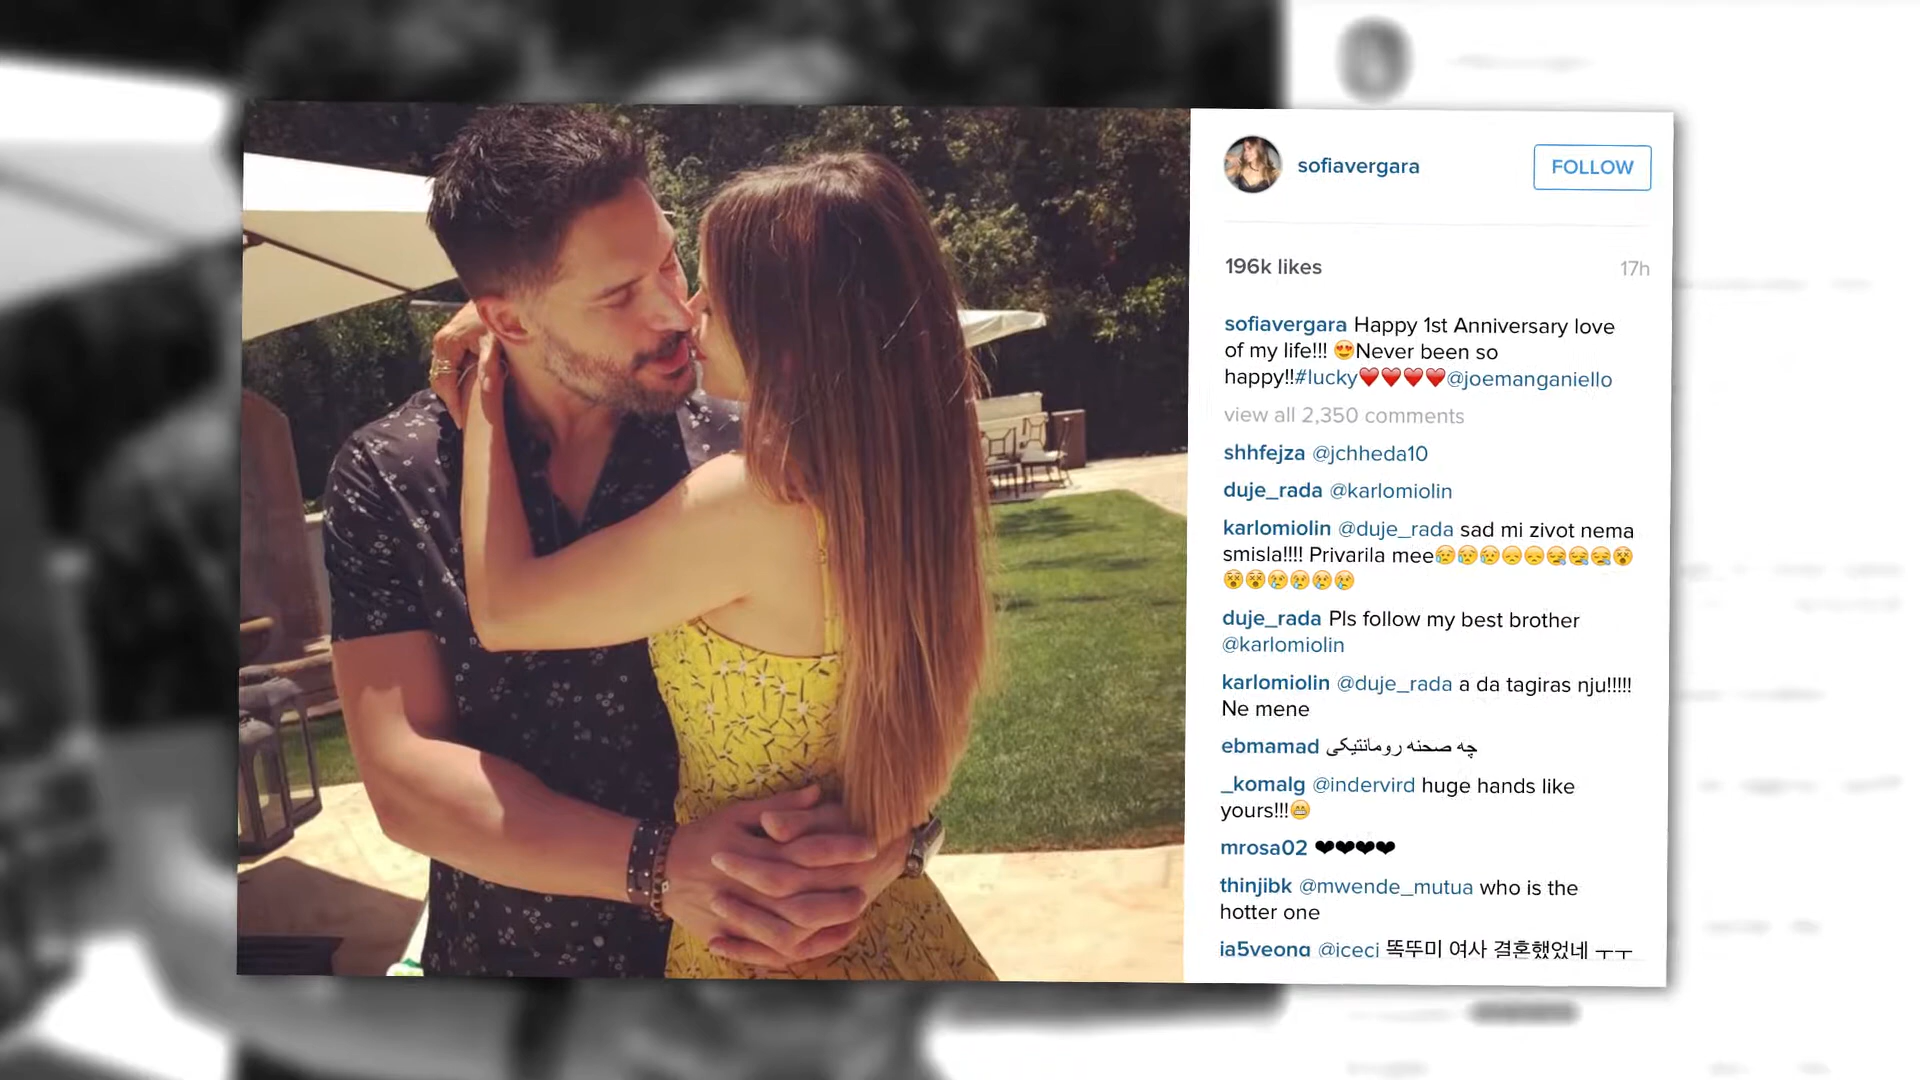 sofiavergara
FOLLOW
196k likes
17h
sofiavergara Happy 1st Anniversary love
of my life!!! 😍Never been so
happy!!#lucky❤️❤️❤️❤️@joemanganiello
view all 2,350 comments
shhfejza @jchheda10
duje_rada @karlomiolin
karlomiolin @duje_rada sad mi zivot nema
smisla!!!! Privarila mee😥😥😥😞😞😪😪😪😵
😵😵😢😢😢😢
duje_rada Pls follow my best brother
@karlomiolin
karlomiolin @duje_rada a da tagiras nju!!!!!
Ne mene
ebmamad چه صحنه رومانتیکی
_komalg @indervird huge hands like
yours!!!😁
mrosa02 ❤❤❤❤
thinjibk @mwende_mutua who is the
hotter one
ia5veong @iceci 똑뚜미 여사 결혼했었네 ㅜㅜ